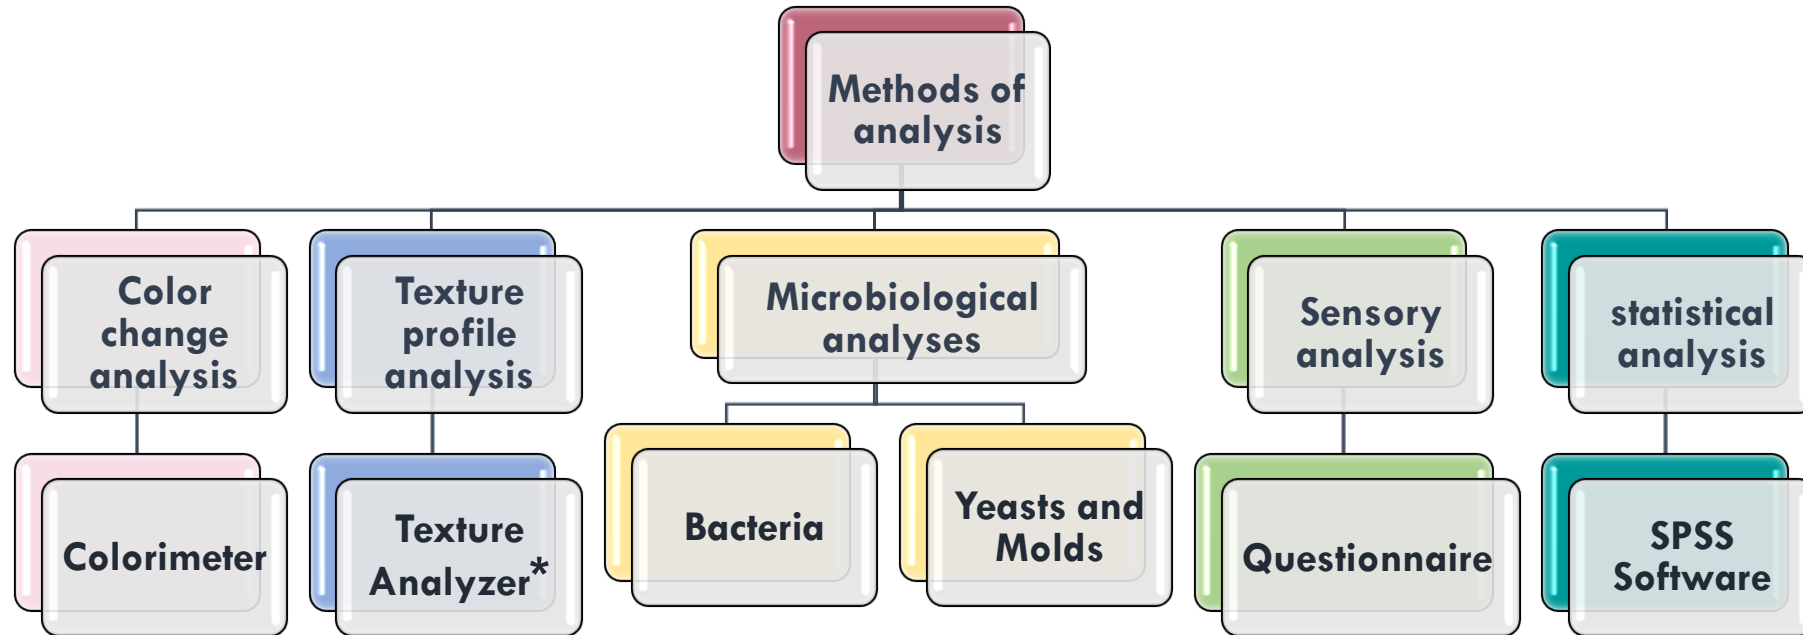 Methods of
analysis
Color
change
analysis
Texture
profile
analysis
Microbiological
analyses
Sensory
analysis
statistical
analysis
Colorimeter
Texture
Analyzer*
Bacteria
Yeasts and
Molds
Questionnaire
SPSS
Software